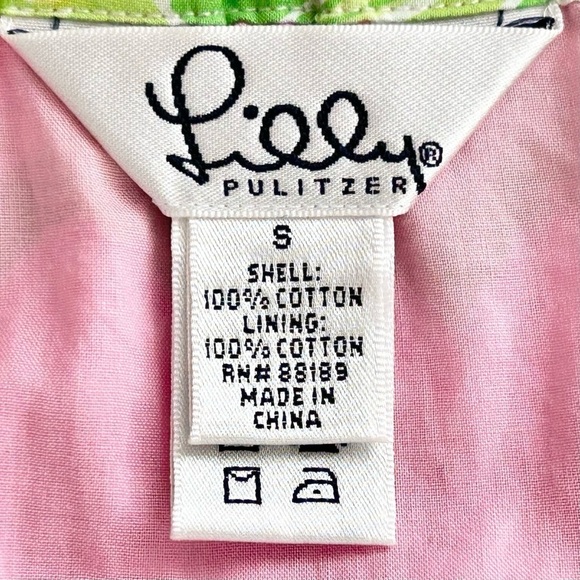 Lilly®
PULITZER
S
SHELL:
100% COTTON
LINING:
100% COTTON
RN# 88189
MADE IN
CHINA